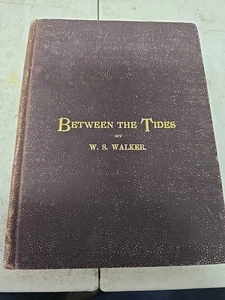 BETWEEN THE TIDES
BY
W. S. WALKER.